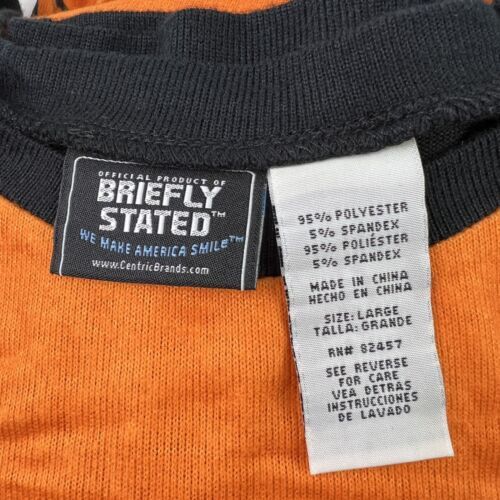 OFFICIAL PRODUCT OF
BRIEFLY
STATED™
WE MAKE AMERICA SMILE™
www.CentricBrands.com
95% POLYESTER
5% SPANDEX
95% POLIÉSTER
5% SPANDEX
MADE IN CHINA
HECHO EN CHINA
SIZE: LARGE
TALLA: GRANDE
RN# 82457
SEE REVERSE
FOR CARE
VEA DETRAS
INSTRUCCIONES
DE LAVADO